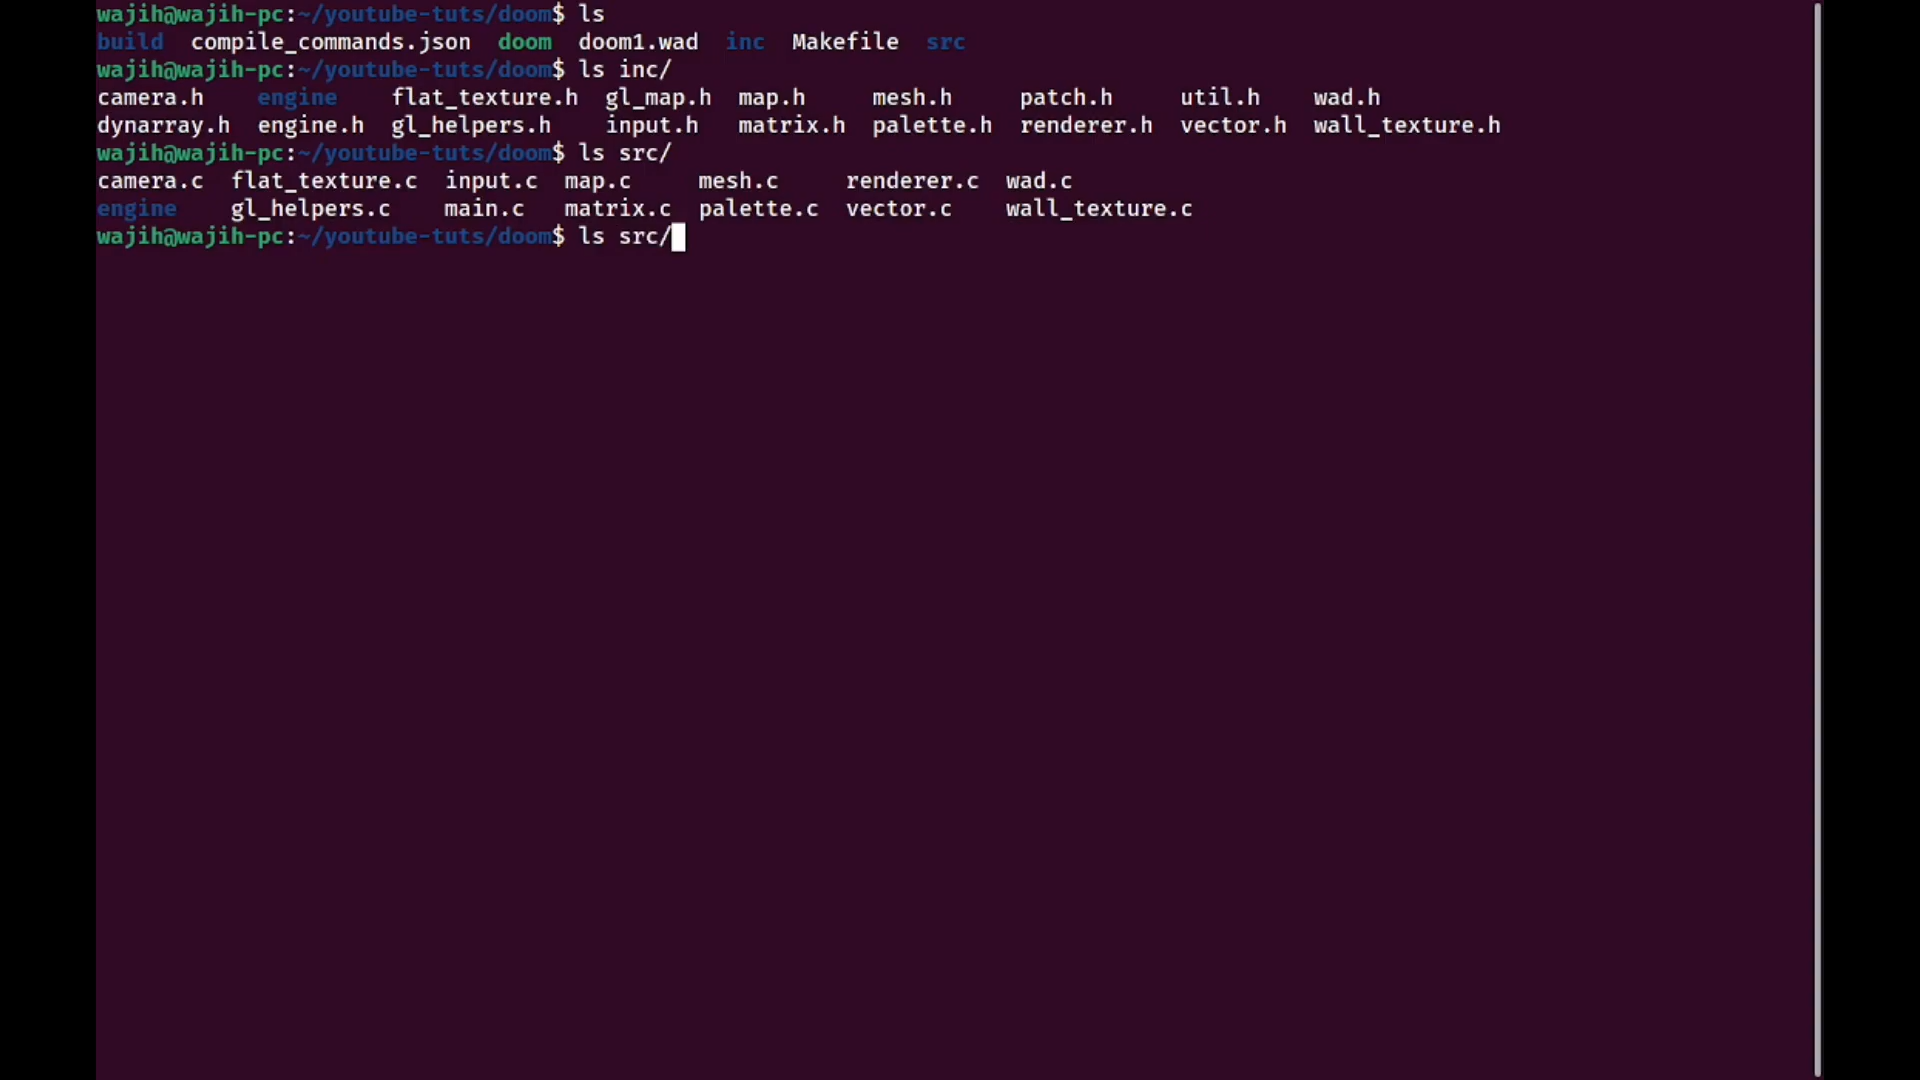 wajih@wajih-pc:~/youtube-tuts/doom$ ls
build  compile_commands.json  doom  doom1.wad  inc  Makefile  src
wajih@wajih-pc:~/youtube-tuts/doom$ ls inc/
camera.h    engine    flat_texture.h  gl_map.h  map.h     mesh.h     patch.h     util.h    wad.h
dynarray.h  engine.h  gl_helpers.h    input.h   matrix.h  palette.h  renderer.h  vector.h  wall_texture.h
wajih@wajih-pc:~/youtube-tuts/doom$ ls src/
camera.c  flat_texture.c  input.c  map.c     mesh.c     renderer.c  wad.c
engine    gl_helpers.c    main.c   matrix.c  palette.c  vector.c    wall_texture.c
wajih@wajih-pc:~/youtube-tuts/doom$ ls src/